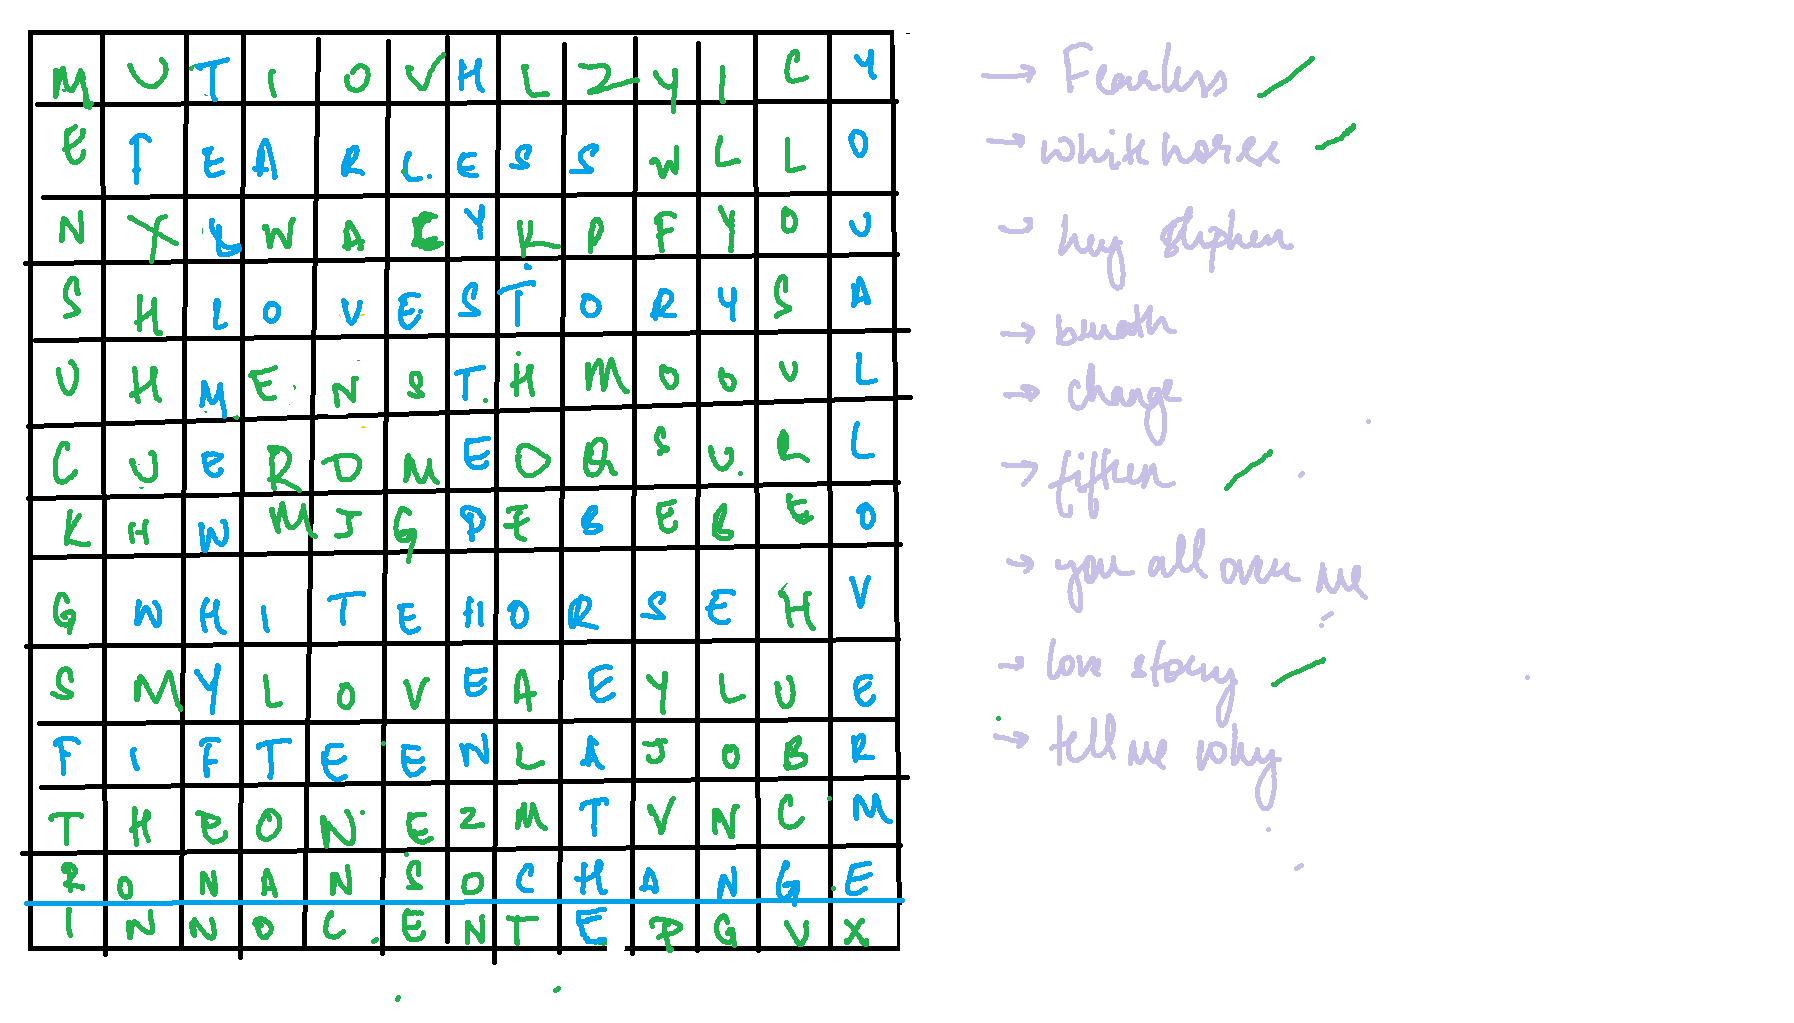 M U T I O V H L Z Y I C Y
E F E A R L E S S W L L O
N Y L W A C Y K P F Y O U
S H L O V E S T O R Y S A
U H M E N S T H M O O U L
C U E R D M E O Q S U R L
K H W M J G P E B E B E O
G W H I T E H O R S E H V
S M Y L O V E A E Y L U E
F I F T E E N L A J O B R
T H E O N E Z M T V N C M
R O N A N S O C H A N G E
I N N O C E N T E P G U X
→ Fearless
→ white horse
→ hey stephen
→ breath
→ change
→ fifteen
→ you all over me
→ love story
→ tell me why